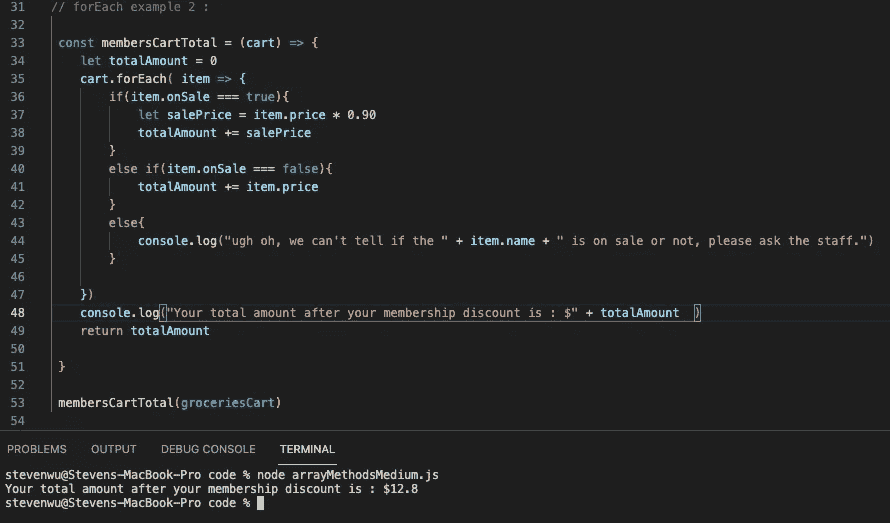 31 // forEach example 2 :
32
33 const membersCartTotal = (cart) => {
34 let totalAmount = 0
35 cart.forEach( item => {
36 if(item.onSale === true){
37 let salePrice = item.price * 0.90
38 totalAmount += salePrice
39 }
40 else if(item.onSale === false){
41 totalAmount += item.price
42 }
43 else{
44 console.log("ugh oh, we can't tell if the " + item.name + " is on sale or not, please ask the staff.")
45 }
46
47 })
48 console.log("Your total amount after your membership discount is : $" + totalAmount )
49 return totalAmount
50
51 }
52
53 membersCartTotal(groceriesCart)
54
PROBLEMS OUTPUT DEBUG CONSOLE TERMINAL
stevenwu@Stevens-MacBook-Pro code % node arrayMethodsMedium.js
Your total amount after your membership discount is : $12.8
stevenwu@Stevens-MacBook-Pro code %